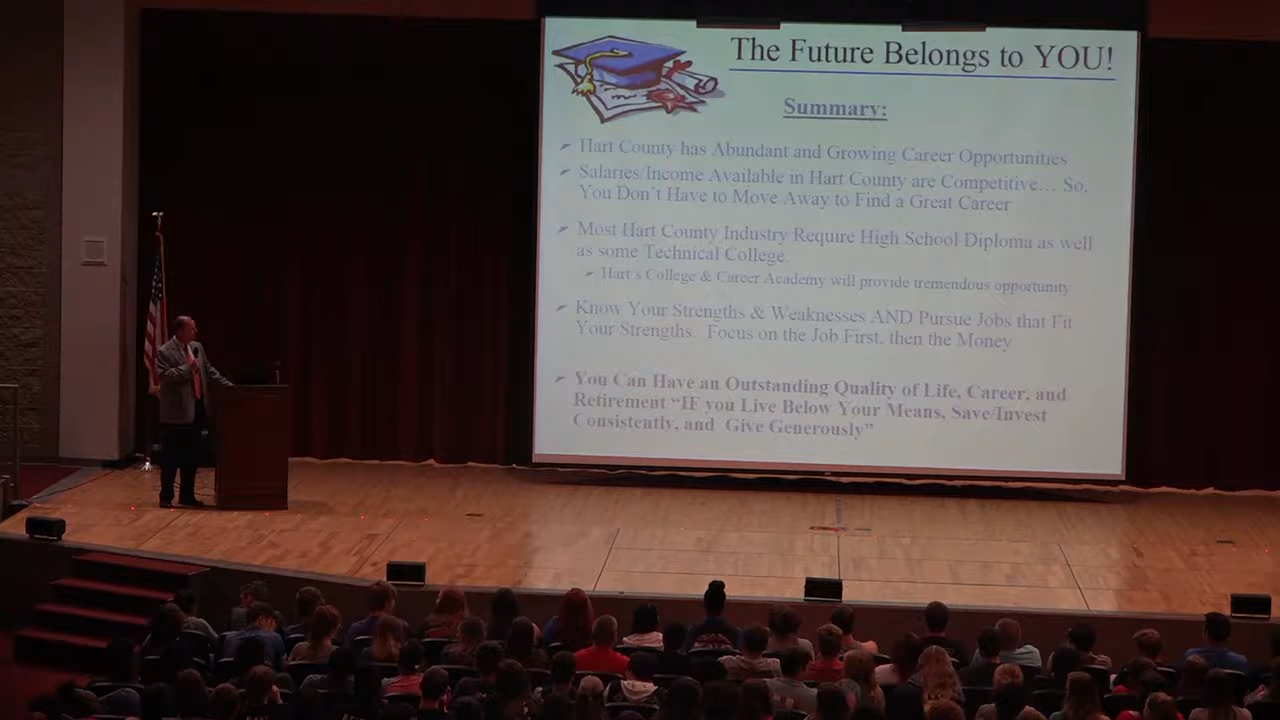 The Future Belongs to YOU!
Summary:
Hart County has Abundant and Growing Career Opportunities
Salaries/Income Available in Hart County are Competitive… So,
You Don't Have to Move Away to Find a Great Career
Most Hart County Industry Require High School Diploma as well
as some Technical College.
Hart's College & Career Academy will provide tremendous opportunity
Know Your Strengths & Weaknesses AND Pursue Jobs that Fit
Your Strengths. Focus on the Job First, then the Money
You Can Have an Outstanding Quality of Life, Career, and
Retirement “IF you Live Below Your Means, Save/Invest
Consistently, and Give Generously”